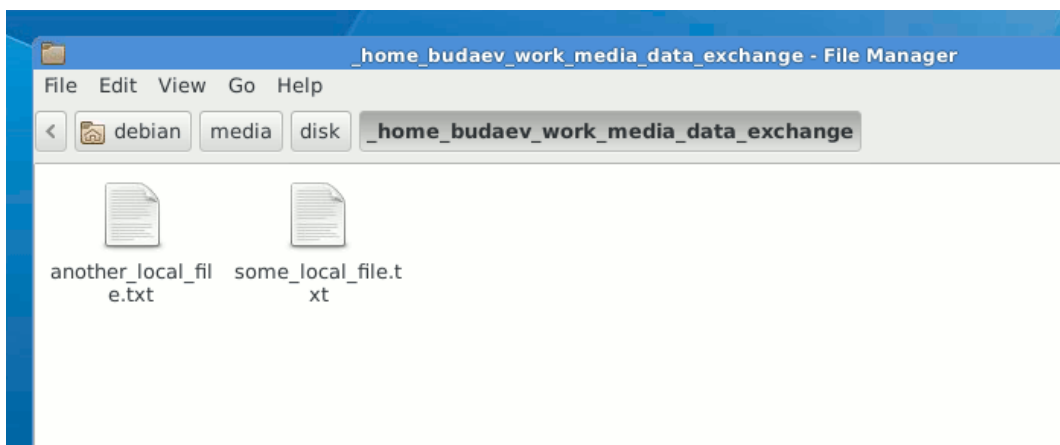 _home_budaev_work_media_data_exchange - File Manager
File Edit View Go Help
debian media disk _home_budaev_work_media_data_exchange
another_local_fil some_local_file.t
e.txt xt